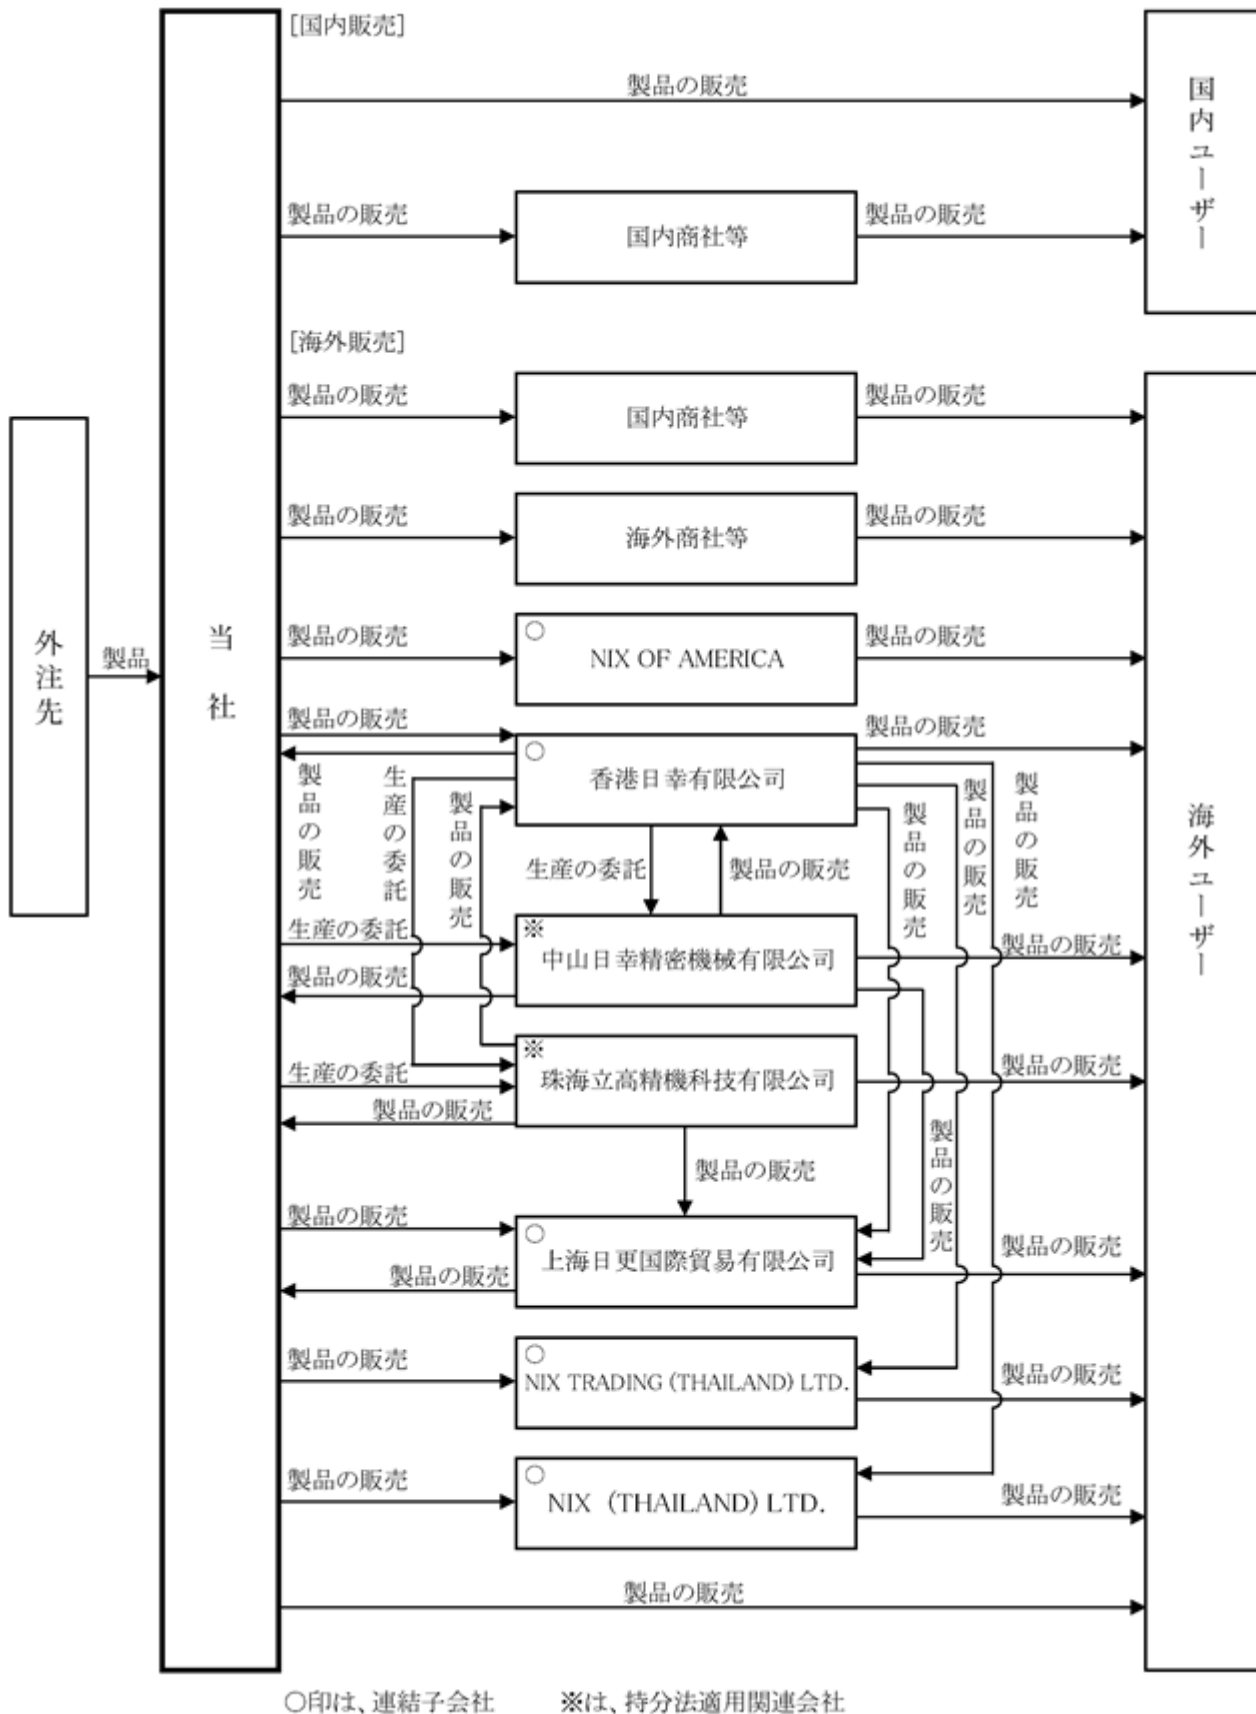 [国内販売]
製品の販売
国内ユーザー
製品の販売
国内商社等
製品の販売
[海外販売]
製品の販売
国内商社等
製品の販売
製品の販売
海外商社等
製品の販売
外注先
製品
当社
製品の販売
○
NIX OF AMERICA
製品の販売
海外ユーザー
製品の販売
○
香港日幸有限公司
製品の販売
製品の販売
生産の委託
製品の販売
製品の販売
製品の販売
製品の販売
生産の委託
製品の販売
生産の委託
※
中山日幸精密機械有限公司
製品の販売
製品の販売
生産の委託
※
珠海立高精機科技有限公司
製品の販売
製品の販売
製品の販売
製品の販売
製品の販売
○
上海日更国際貿易有限公司
製品の販売
製品の販売
製品の販売
○
NIX TRADING (THAILAND) LTD.
製品の販売
製品の販売
○
NIX (THAILAND) LTD.
製品の販売
製品の販売
○印は、連結子会社 ※は、持分法適用関連会社